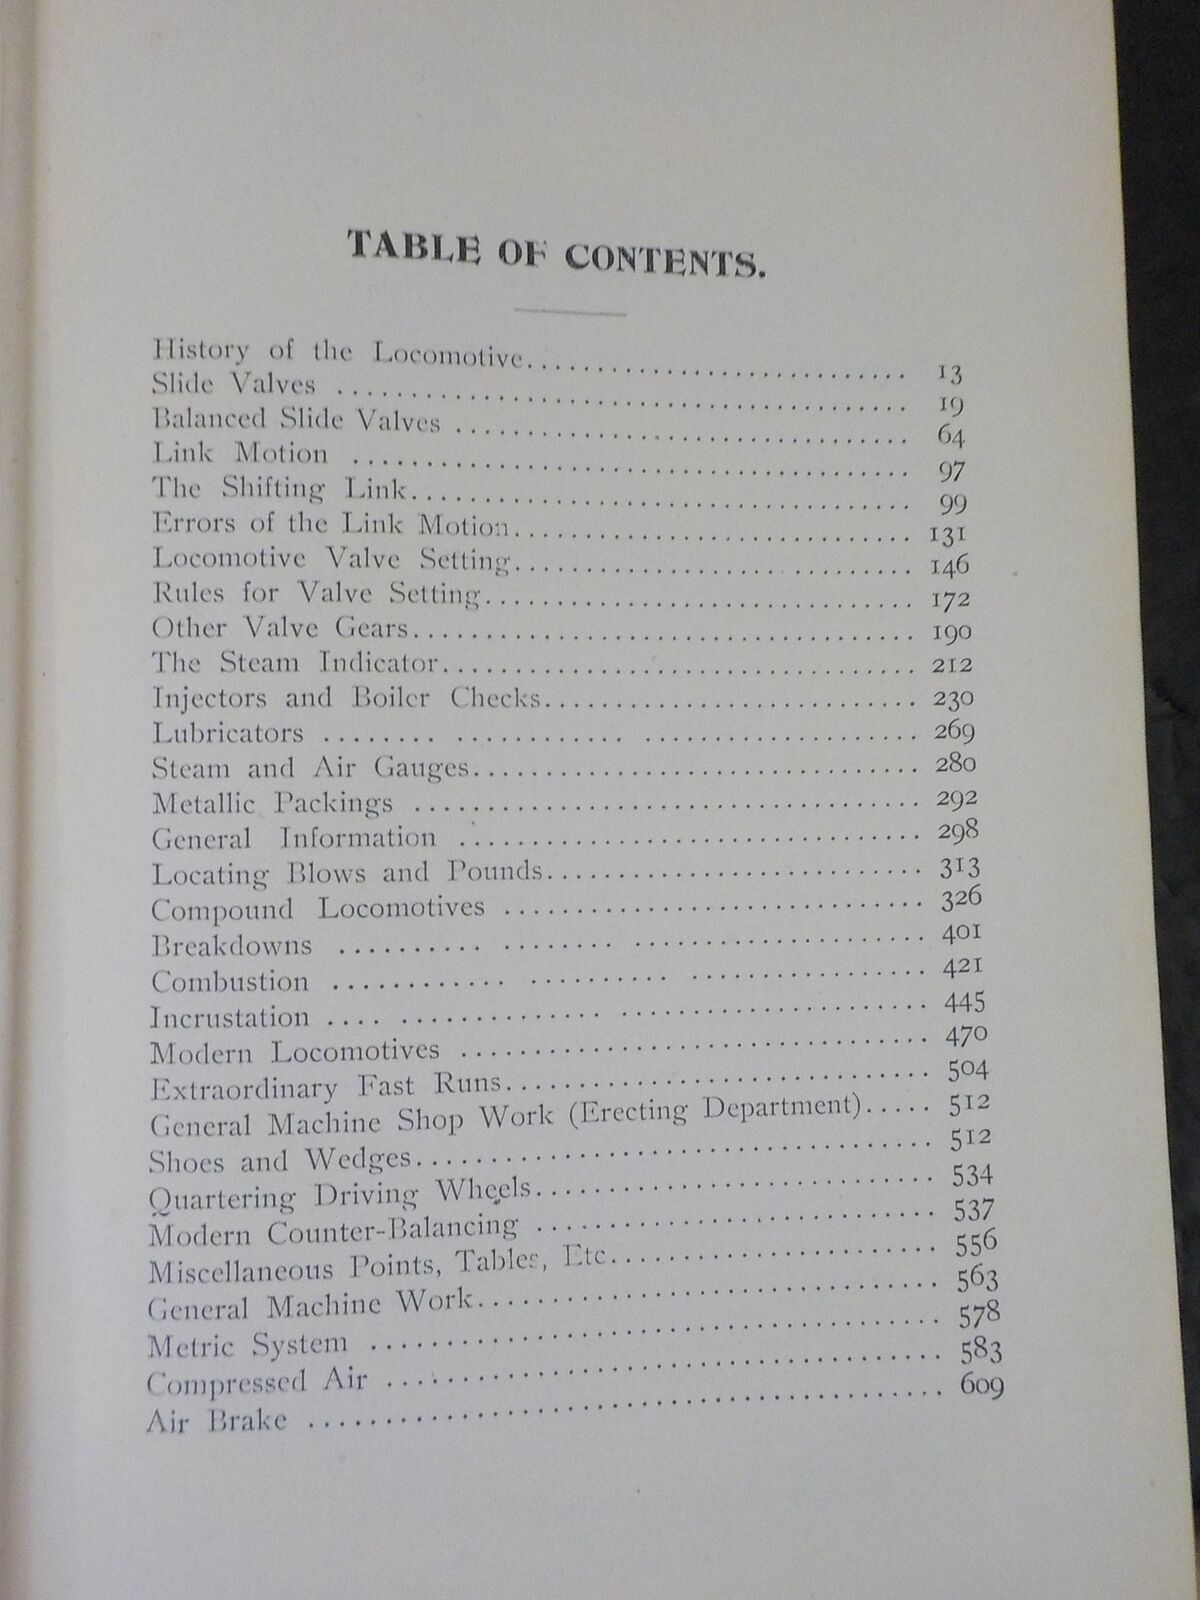 TABLE OF CONTENTS.
History of the Locomotive.............................. 13
Slide Valves .............................. 19
Balanced Slide Valves .............................. 64
Link Motion .............................. 97
The Shifting Link.............................. 99
Errors of the Link Motion.............................. 131
Locomotive Valve Setting.............................. 146
Rules for Valve Setting.............................. 172
Other Valve Gears.............................. 190
The Steam Indicator.............................. 212
Injectors and Boiler Checks.............................. 230
Lubricators .............................. 269
Steam and Air Gauges.............................. 280
Metallic Packings .............................. 292
General Information .............................. 298
Locating Blows and Pounds.............................. 313
Compound Locomotives .............................. 326
Breakdowns .............................. 401
Combustion .............................. 421
Incrustation .............................. 445
Modern Locomotives .............................. 470
Extraordinary Fast Runs.............................. 504
General Machine Shop Work (Erecting Department)..... 512
Shoes and Wedges.............................. 512
Quartering Driving Wheels.............................. 534
Modern Counter-Balancing .............................. 537
Miscellaneous Points, Tables, Etc.............................. 556
General Machine Work.............................. 563
Metric System .............................. 578
Compressed Air .............................. 583
Air Brake .............................. 609